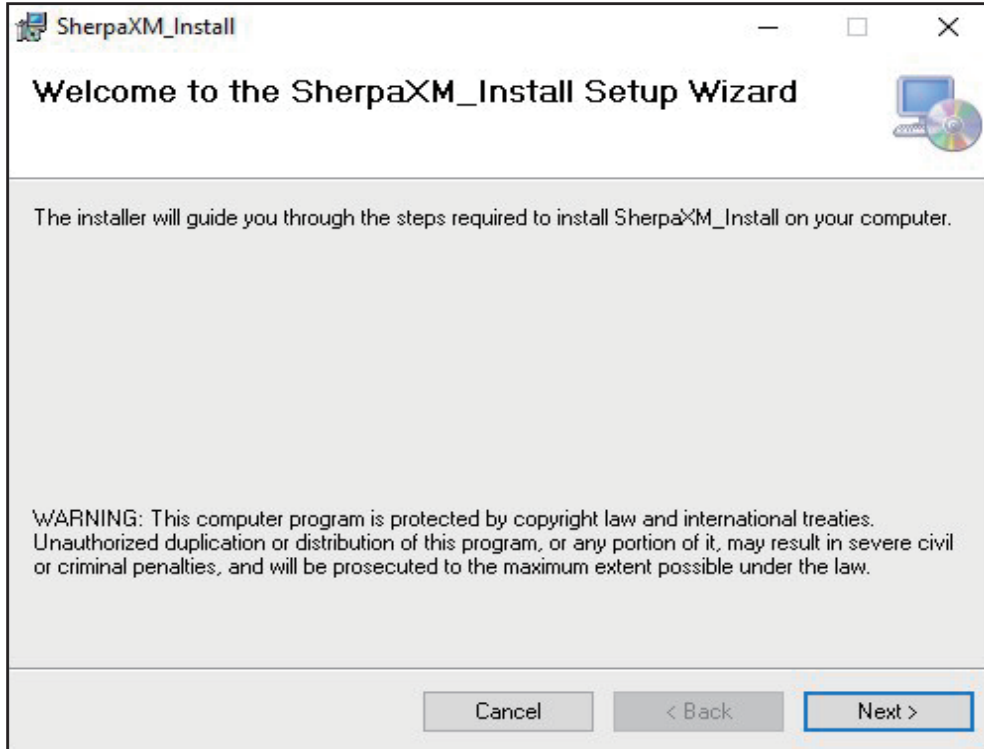 SherpaXM_Install
Welcome to the SherpaXM_Install Setup Wizard
The installer will guide you through the steps required to install SherpaXM_Install on your computer.
WARNING: This computer program is protected by copyright law and international treaties.
Unauthorized duplication or distribution of this program, or any portion of it, may result in severe civil
or criminal penalties, and will be prosecuted to the maximum extent possible under the law.
Cancel < Back Next >